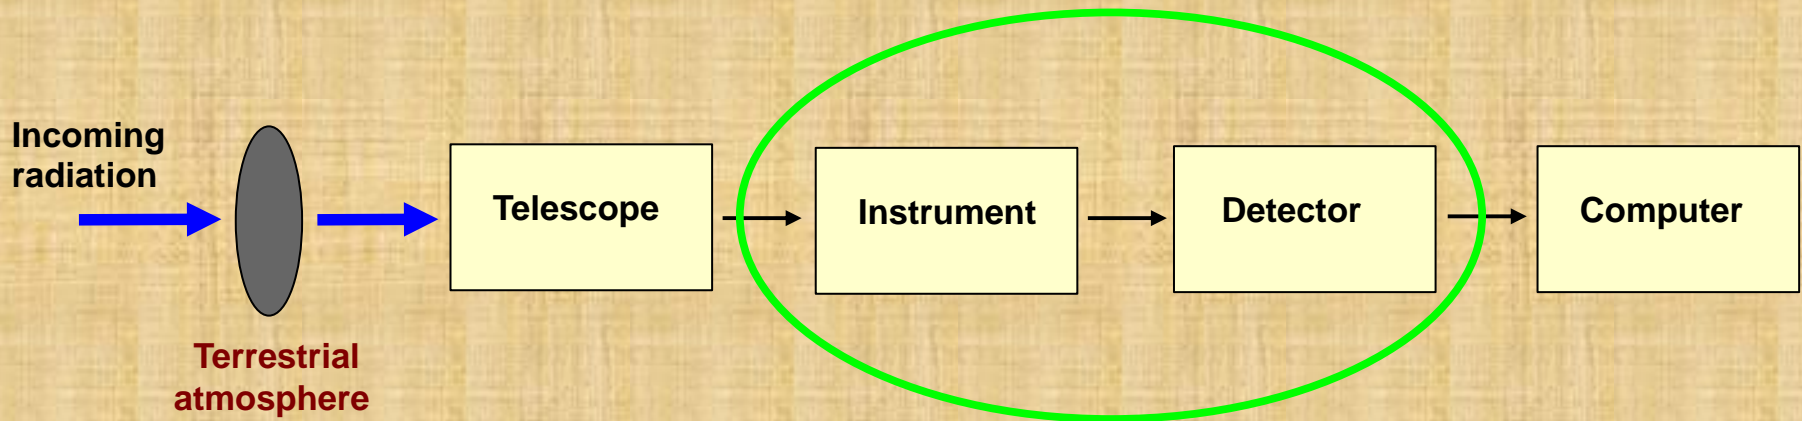 Incoming
radiation
Telescope
Instrument
Detector
Computer
Terrestrial
atmosphere